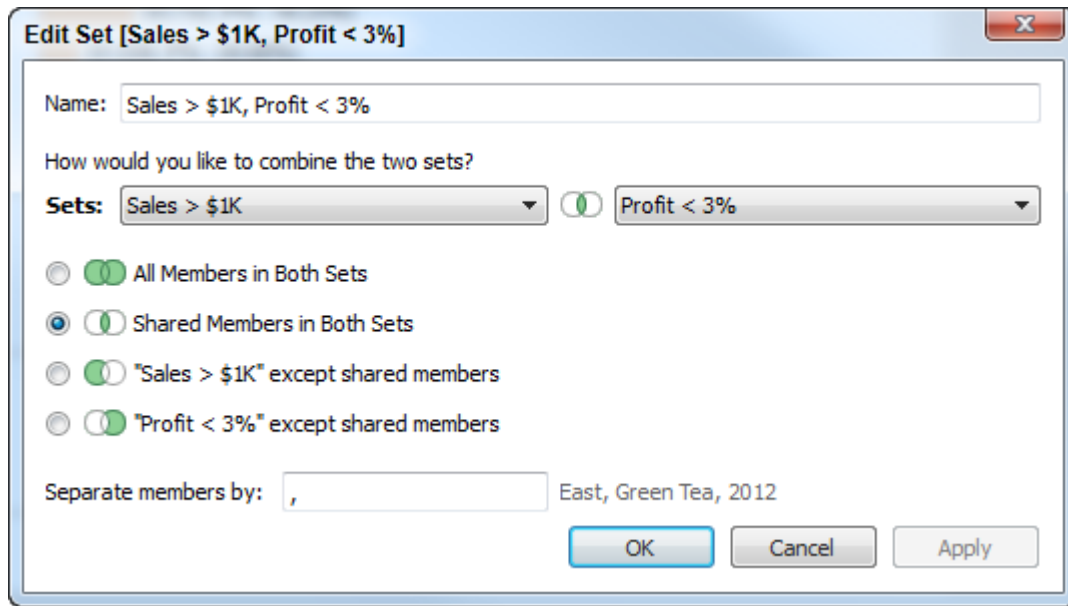 Edit Set [Sales > $1K, Profit < 3%]
Name: Sales > $1K, Profit < 3%
How would you like to combine the two sets?
Sets: Sales > $1K Profit < 3%
All Members in Both Sets
Shared Members in Both Sets
"Sales > $1K" except shared members
"Profit < 3%" except shared members
Separate members by: , East, Green Tea, 2012
OK Cancel Apply